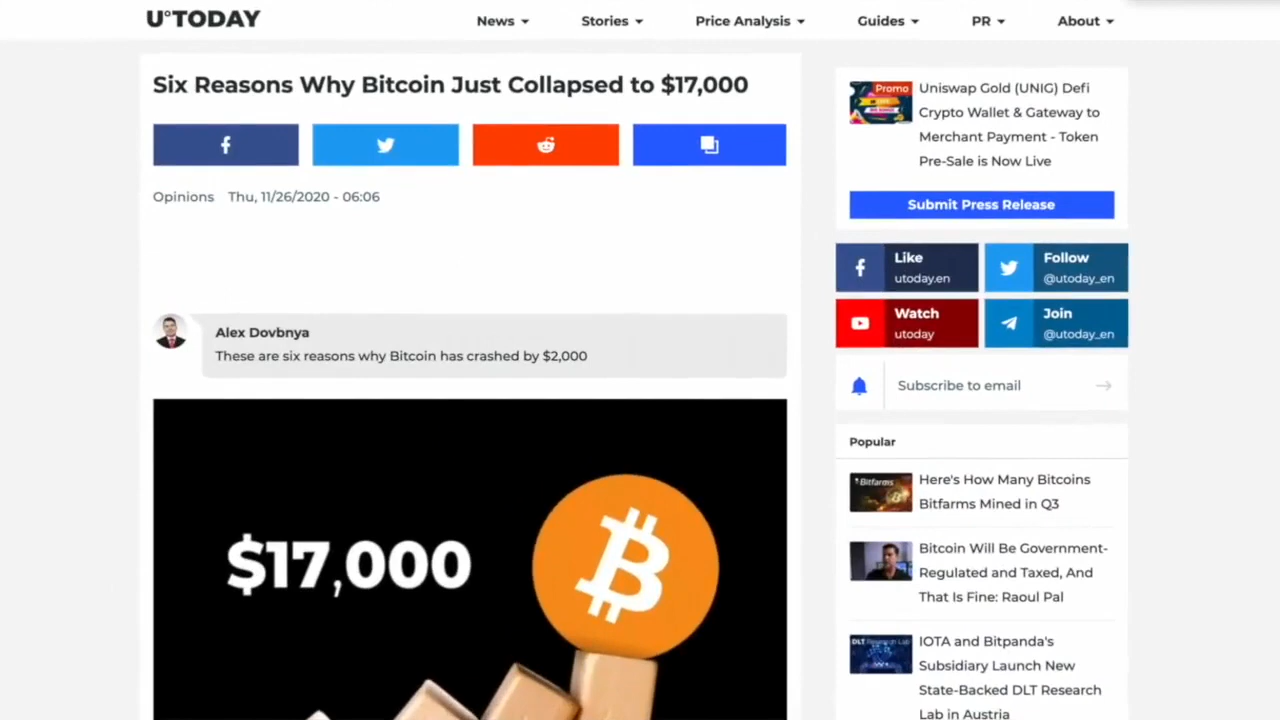 U°TODAY
News
Stories
Price Analysis
Guides
PR
About
Six Reasons Why Bitcoin Just Collapsed to $17,000
Opinions Thu, 11/26/2020 - 06:06
Alex Dovbnya
These are six reasons why Bitcoin has crashed by $2,000
$17,000
Promo
Uniswap Gold (UNIG) Defi
Crypto Wallet & Gateway to
Merchant Payment - Token
Pre-Sale is Now Live
Submit Press Release
Like
utoday.en
Follow
@utoday_en
Watch
utoday
Join
@utoday_en
Subscribe to email
Popular
Bitfarms
Here's How Many Bitcoins
Bitfarms Mined in Q3
Bitcoin Will Be Government-
Regulated and Taxed, And
That Is Fine: Raoul Pal
DLT Research Lab
IOTA and Bitpanda's
Subsidiary Launch New
State-Backed DLT Research
Lab in Austria